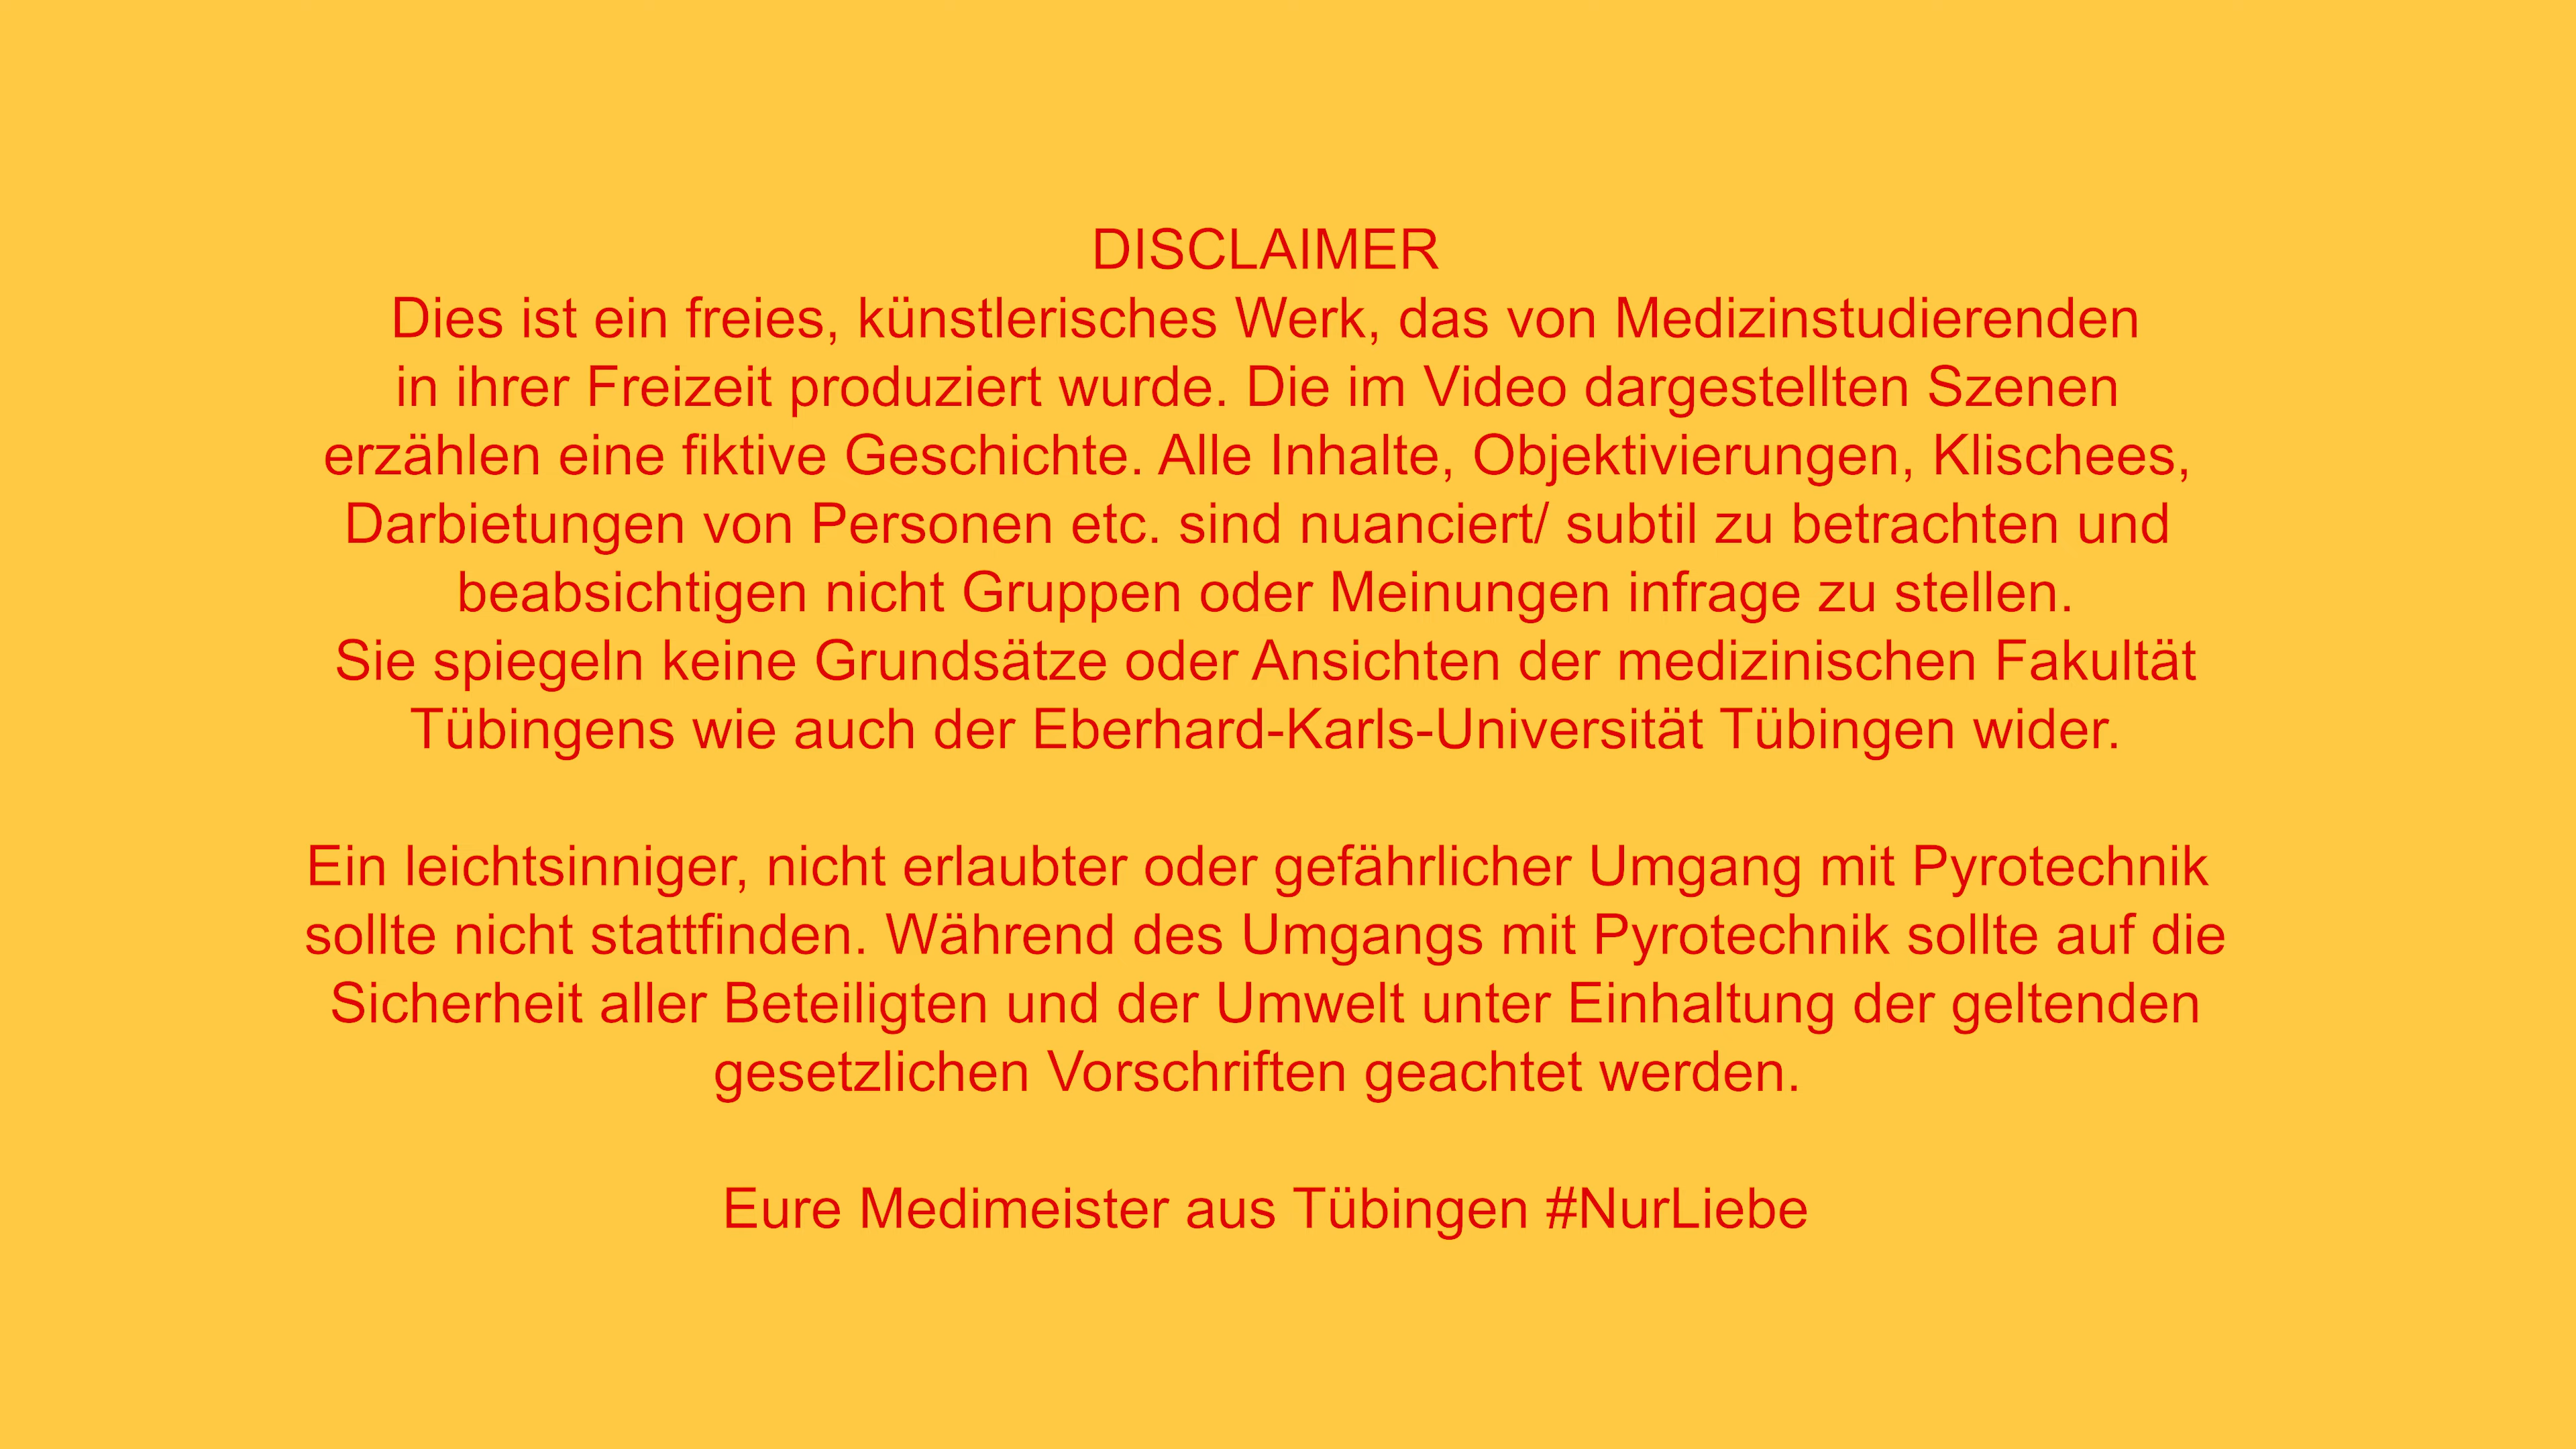 DISCLAIMER
Dies ist ein freies, künstlerisches Werk, das von Medizinstudierenden
in ihrer Freizeit produziert wurde. Die im Video dargestellten Szenen
erzählen eine fiktive Geschichte. Alle Inhalte, Objektivierungen, Klischees,
Darbietungen von Personen etc. sind nuanciert/ subtil zu betrachten und
beabsichtigen nicht Gruppen oder Meinungen infrage zu stellen.
Sie spiegeln keine Grundsätze oder Ansichten der medizinischen Fakultät
Tübingens wie auch der Eberhard-Karls-Universität Tübingen wider.
Ein leichtsinniger, nicht erlaubter oder gefährlicher Umgang mit Pyrotechnik
sollte nicht stattfinden. Während des Umgangs mit Pyrotechnik sollte auf die
Sicherheit aller Beteiligten und der Umwelt unter Einhaltung der geltenden
gesetzlichen Vorschriften geachtet werden.
Eure Medimeister aus Tübingen #NurLiebe